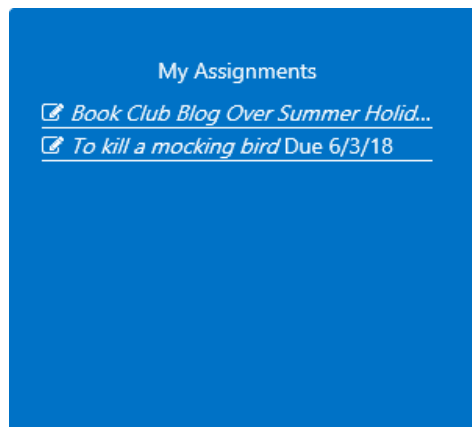 My Assignments
Book Club Blog Over Summer Holid...
To kill a mocking bird Due 6/3/18